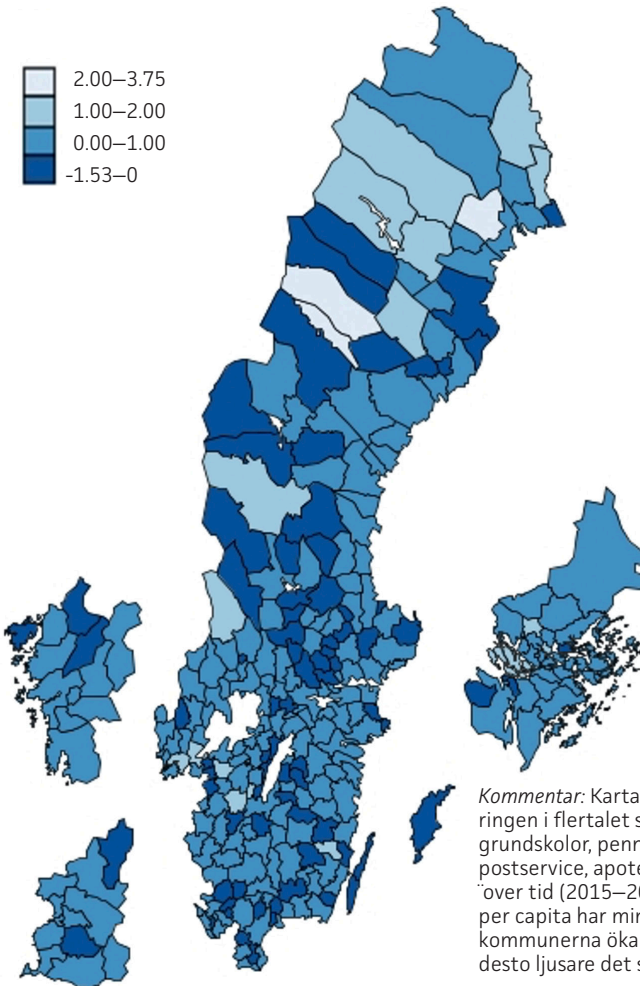 2.00–3.75
1.00–2.00
0.00–1.00
-1.53–0
Kommentar: Karta
ringen i flertalet s
grundskolor, penn
postservice, apote
över tid (2015–20
per capita har min
kommunerna öka
desto ljusare det s